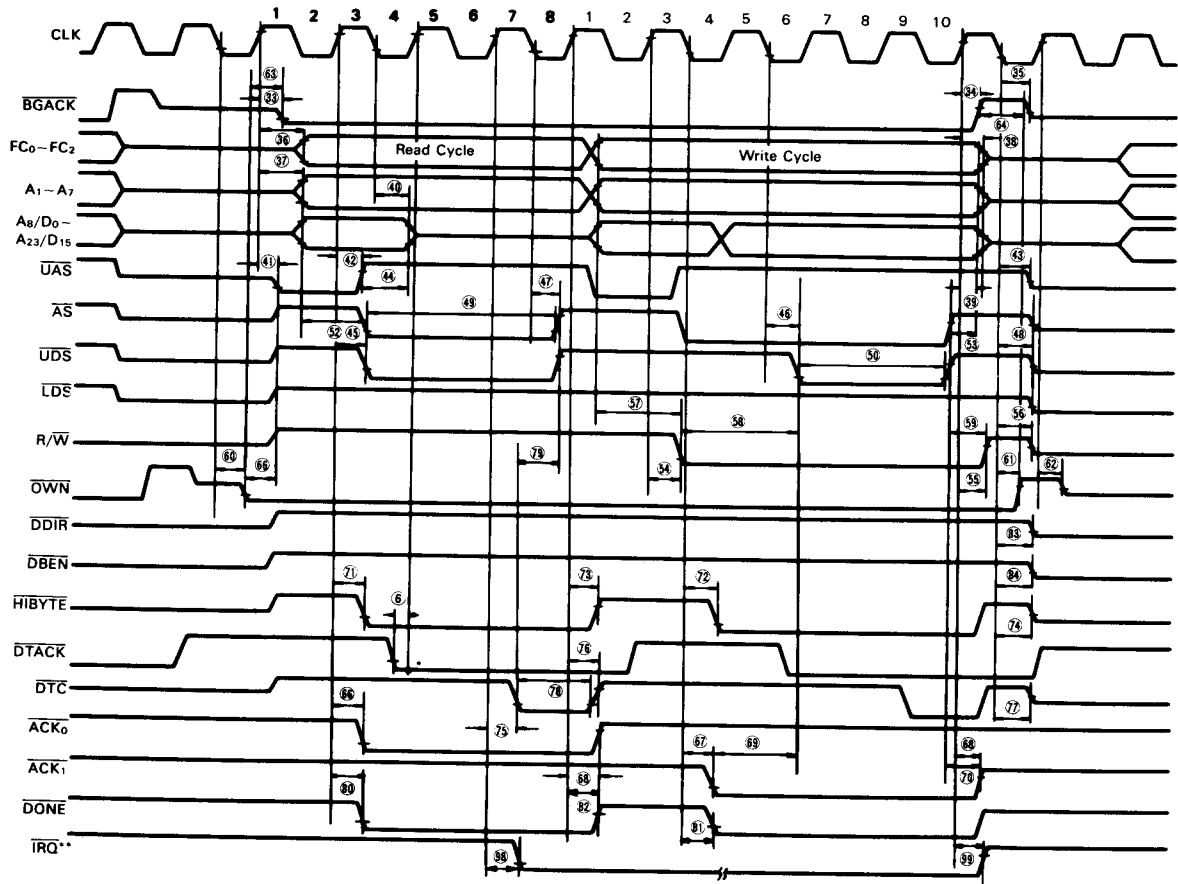 1 2 3 4 5 6 7 8 1 2 3 4 5 6 7 8 9 10
CLK
63 35
BGACK 33 34
64
36 38
FC0~FC2 Read Cycle Write Cycle
37
A1~A7 40
A8/D0~
A23/D15
UAS 41 42 43
44 47 39
AS 49 46
52 45 53 48
UDS 50
LDS
57 56
R/W 58 59
79
60 66 54 61 62
OWN 55
DDIR
83
DBEN
71 73 72 84
HIBYTE 6
74
DTACK 76
DTC 78
66 77
ACK0 75
67 69 68
ACK1 68 70
80
DONE 82
81
IRQ**
98 99